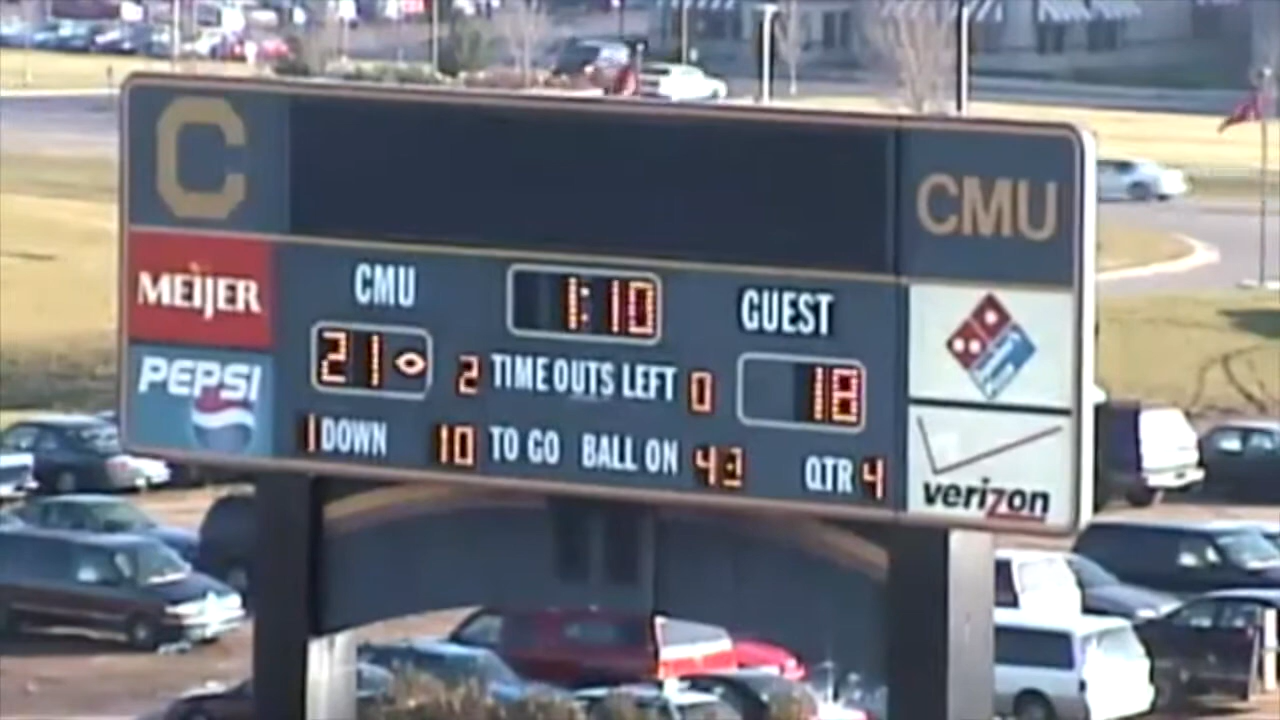 C
CMU
MEIJER
CMU
1:10
GUEST
21
2 TIME OUTS LEFT 0
18
PEPSI
1 DOWN 10 TO GO BALL ON 43 QTR 4
verizon